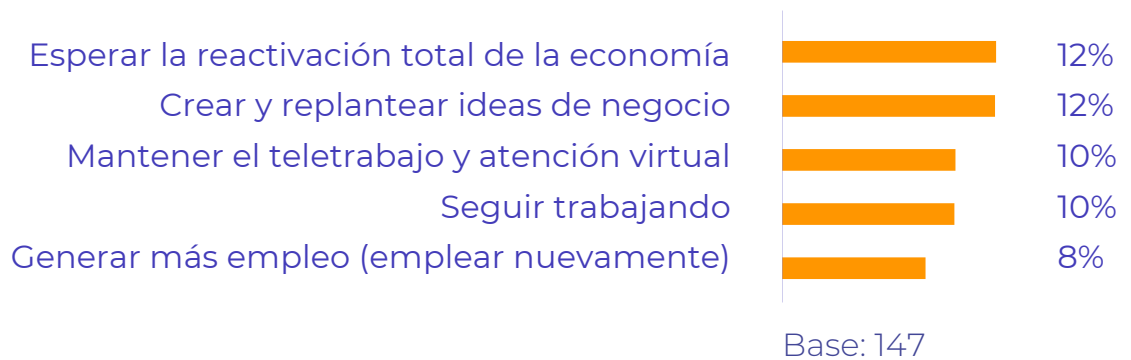 Esperar la reactivación total de la economía 12%
Crear y replantear ideas de negocio 12%
Mantener el teletrabajo y atención virtual 10%
Seguir trabajando 10%
Generar más empleo (emplear nuevamente) 8%
Base: 147